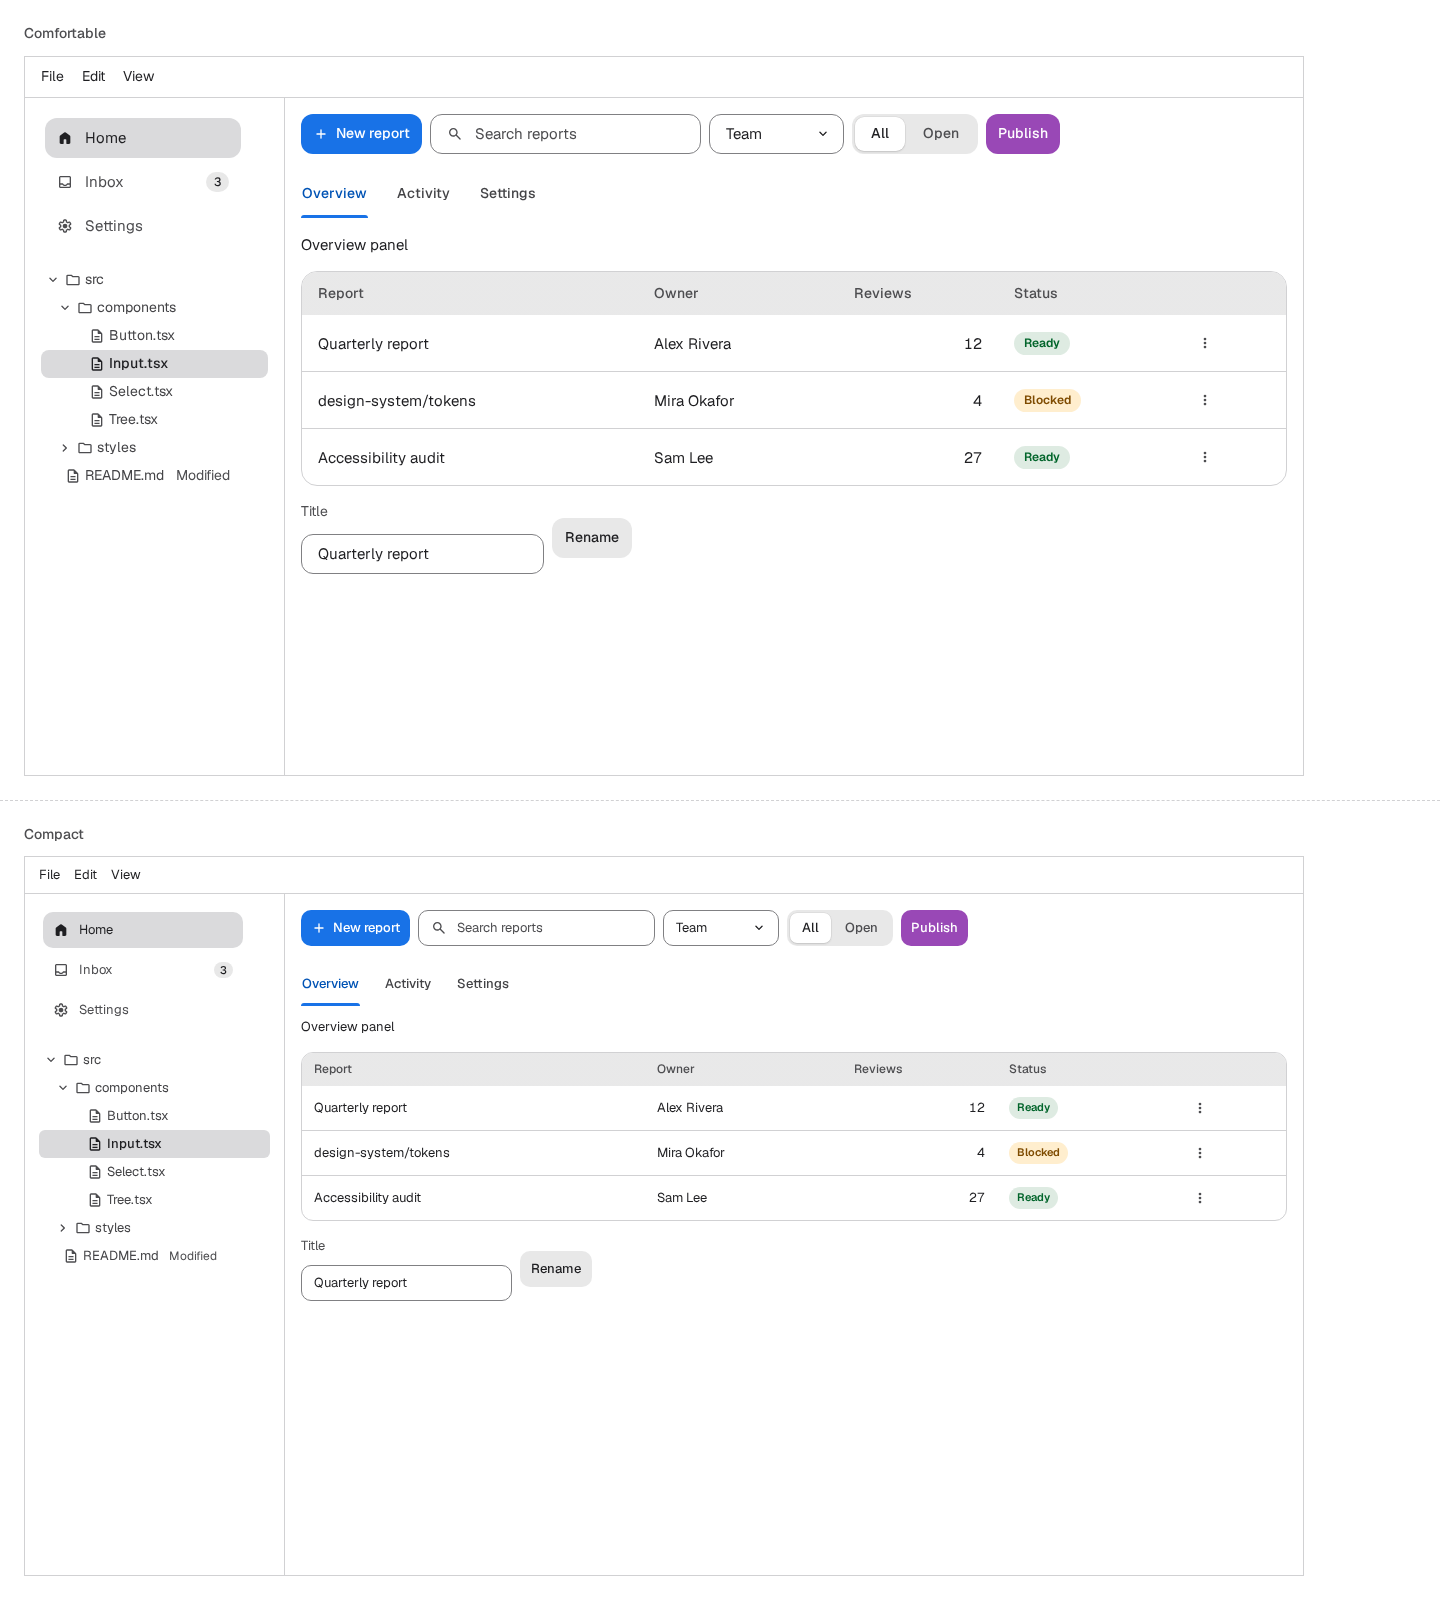 Comfortable
File Edit View
Home
Inbox 3
Settings
src
components
Button.tsx
Input.tsx
Select.tsx
Tree.tsx
styles
README.md Modified
New report Search reports Team All Open Publish
Overview Activity Settings
Overview panel
Report Owner Reviews Status
Quarterly report Alex Rivera 12 Ready
design-system/tokens Mira Okafor 4 Blocked
Accessibility audit Sam Lee 27 Ready
Title
Quarterly report Rename
Compact
File Edit View
Home
Inbox 3
Settings
src
components
Button.tsx
Input.tsx
Select.tsx
Tree.tsx
styles
README.md Modified
New report Search reports Team All Open Publish
Overview Activity Settings
Overview panel
Report Owner Reviews Status
Quarterly report Alex Rivera 12 Ready
design-system/tokens Mira Okafor 4 Blocked
Accessibility audit Sam Lee 27 Ready
Title
Quarterly report Rename